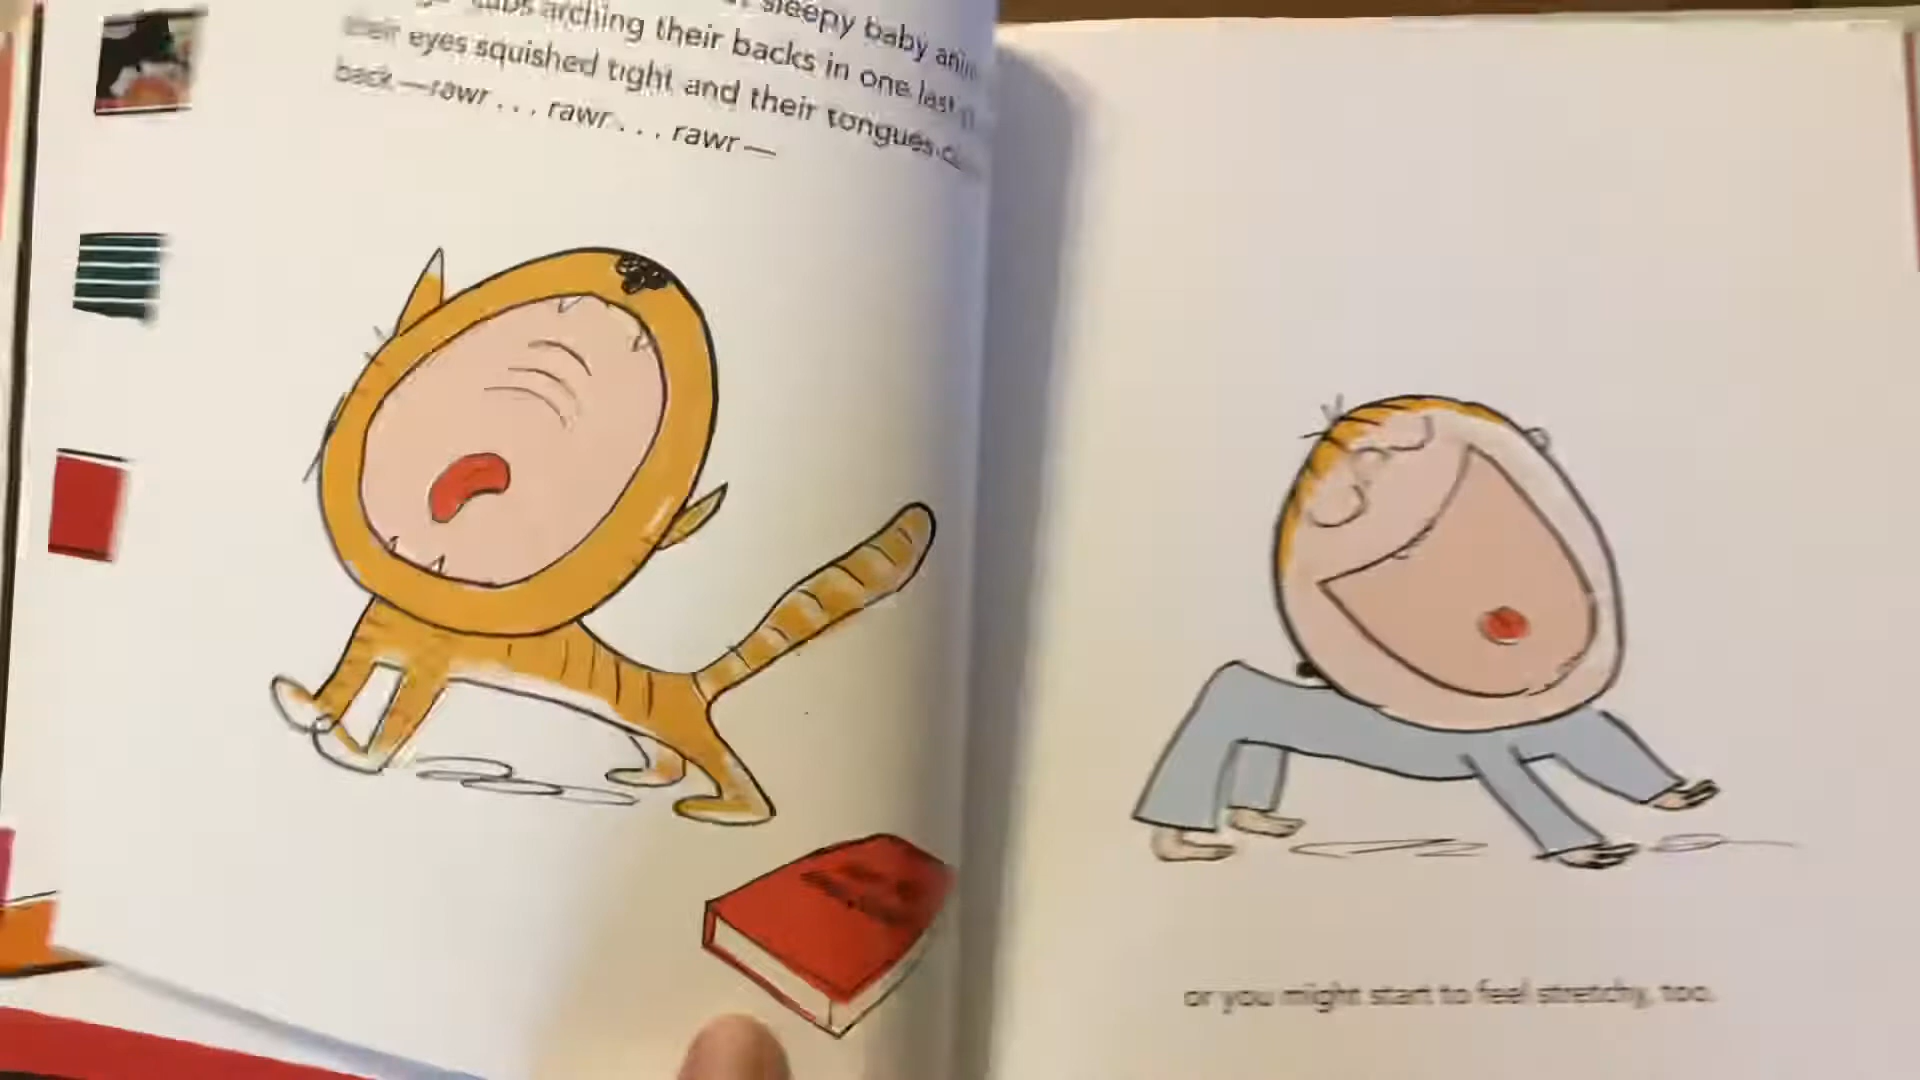 sleepy baby
arching their backs in one last
their eyes squished tight and their tongues
back—rawr . . . rawr . . . rawr—
or you might start to feel stretchy, too.